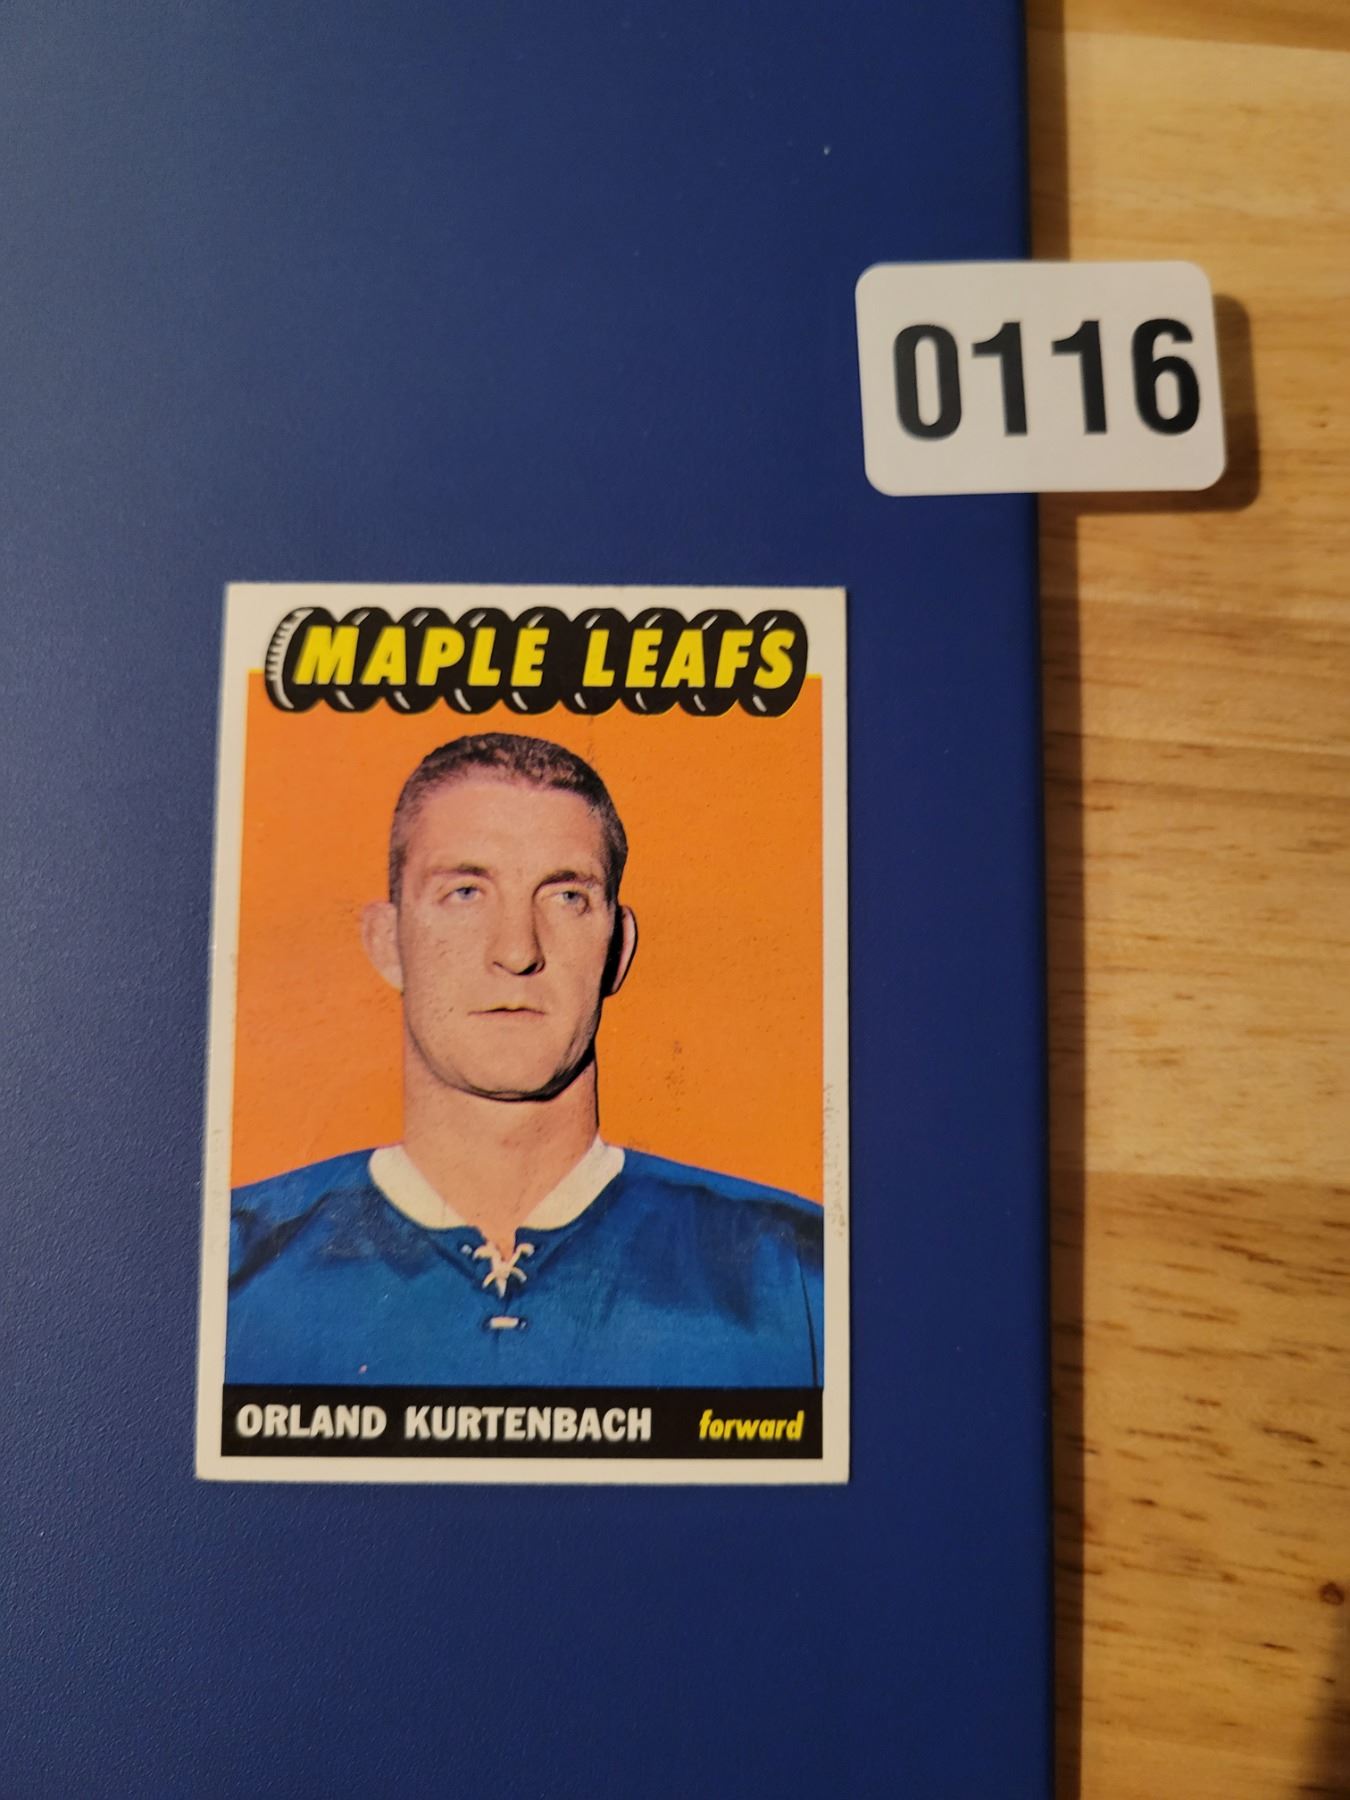 0116
MAPLE LEAFS
ORLAND KURTENBACH forward